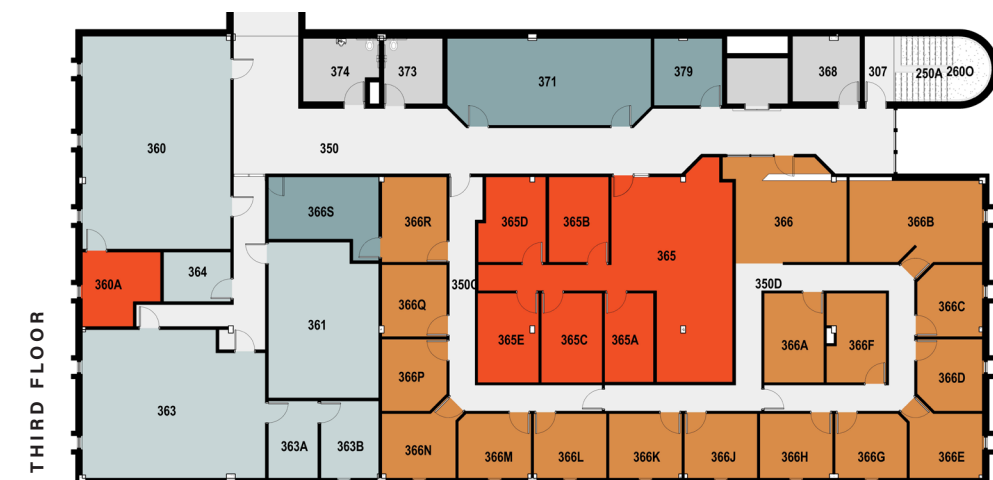 THIRD FLOOR
374
373
371
379
368
307
250A
260O
360
350
366S
366R
365D
365B
365
366
366B
360A
364
350C
350D
366Q
366C
361
365E
365C
365A
366A
366F
366P
366D
363
363A
363B
366N
366M
366L
366K
366J
366H
366G
366E